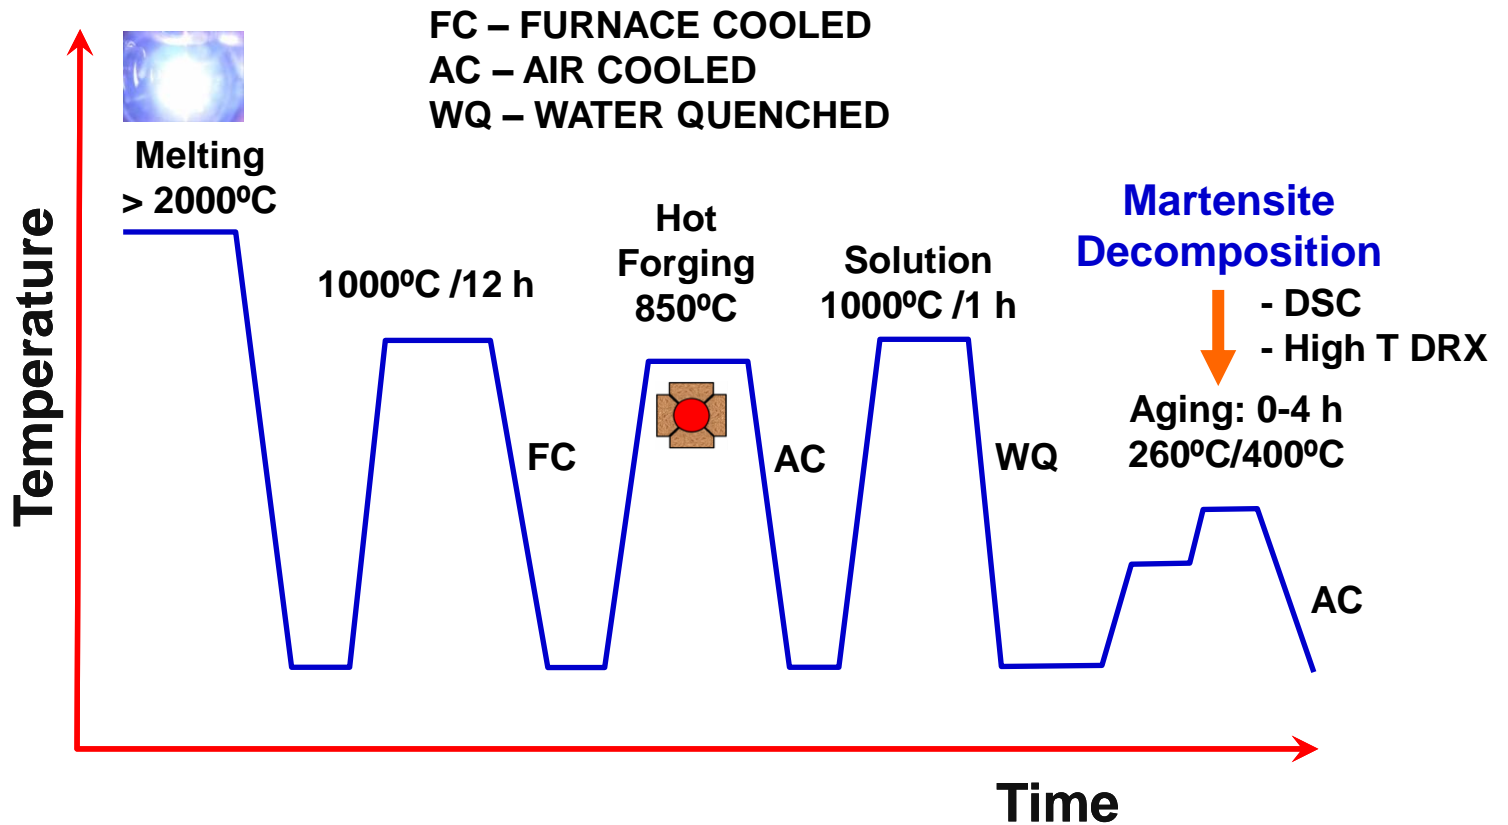 FC – FURNACE COOLED
AC – AIR COOLED
WQ – WATER QUENCHED
Melting
> 2000ºC
1000ºC /12 h
Hot
Forging
850ºC
Solution
1000ºC /1 h
Martensite
Decomposition
- DSC
- High T DRX
Aging: 0-4 h
260ºC/400ºC
FC
AC
WQ
AC
Temperature
Time